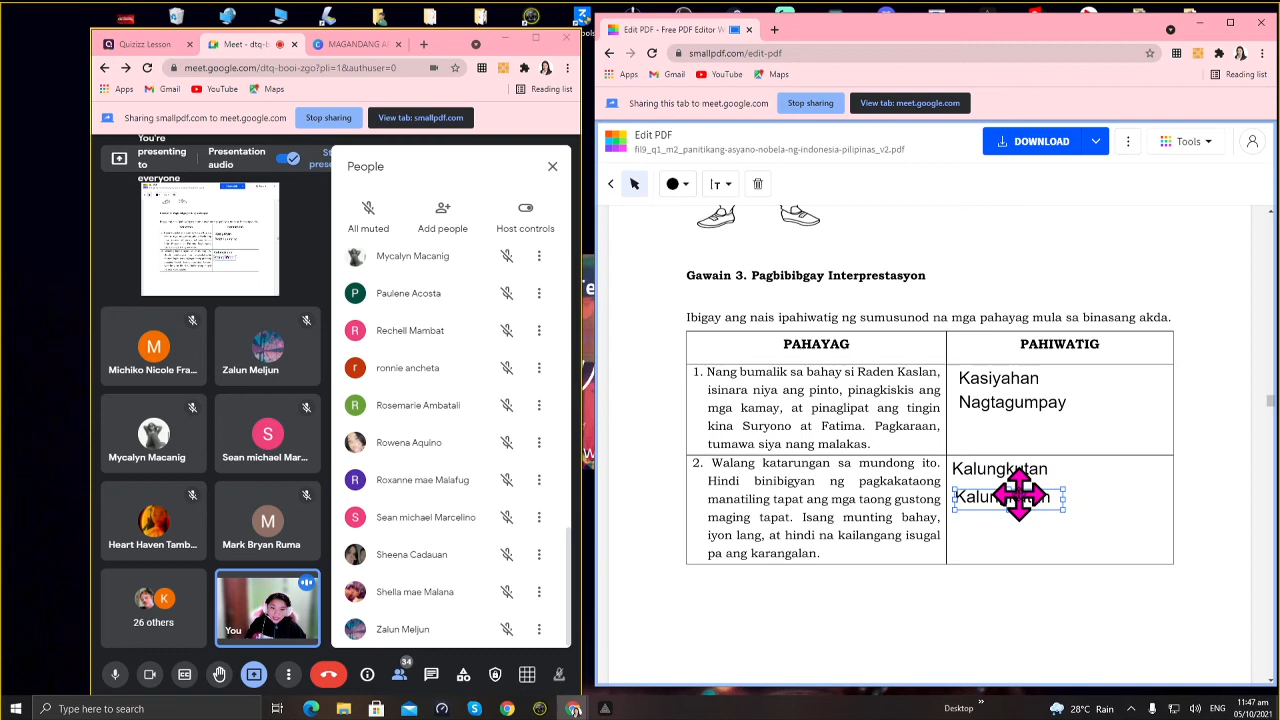 Quizizz Lesson
Meet - dtq-b
MAGANDANG A
meet.google.com/dtq-booi-zgo?pli=1&authuser=0
Apps
Gmail
YouTube
Maps
Reading list
Sharing smallpdf.com to meet.google.com
Stop sharing
View tab: smallpdf.com
You're presenting to everyone
Presentation audio
People
All muted
Add people
Host controls
Mycalyn Macanig
Paulene Acosta
Rechell Mambat
ronnie ancheta
Rosemarie Ambatali
Rowena Aquino
Roxanne mae Malafug
Sean michael Marcelino
Sheena Cadauan
Shella mae Malana
Zalun Meljun
Michiko Nicole Fra...
Zalun Meljun
Mycalyn Macanig
Sean michael Mar...
Heart Haven Tamb...
Mark Bryan Ruma
26 others
You
34
Edit PDF - Free PDF Editor W
smallpdf.com/edit-pdf
Apps
Gmail
YouTube
Maps
Reading list
Sharing this tab to meet.google.com
Stop sharing
View tab: meet.google.com
Edit PDF
fil9_q1_m2_panitikang-asyano-nobela-ng-indonesia-pilipinas_v2.pdf
DOWNLOAD
Tools
Gawain 3. Pagbibibgay Interprestasyon
Ibigay ang nais ipahiwatig ng sumusunod na mga pahayag mula sa binasang akda.
PAHAYAG
PAHIWATIG
1. Nang bumalik sa bahay si Raden Kaslan,
isinara niya ang pinto, pinagkiskis ang
mga kamay, at pinaglipat ang tingin
kina Suryono at Fatima. Pagkaraan,
tumawa siya nang malakas.
Kasiyahan
Nagtagumpay
2. Walang katarungan sa mundong ito.
Hindi binibigyan ng pagkakataong
manatiling tapat ang mga taong gustong
maging tapat. Isang munting bahay,
iyon lang, at hindi na kailangang isugal
pa ang karangalan.
Kalungkutan
Type here to search
Desktop
28°C Rain
ENG
11:47 am
05/10/2021